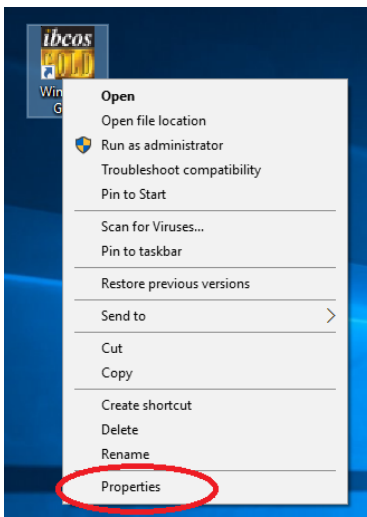 ibcos
GOLD
Win
G
Open
Open file location
Run as administrator
Troubleshoot compatibility
Pin to Start
Scan for Viruses...
Pin to taskbar
Restore previous versions
Send to
Cut
Copy
Create shortcut
Delete
Rename
Properties